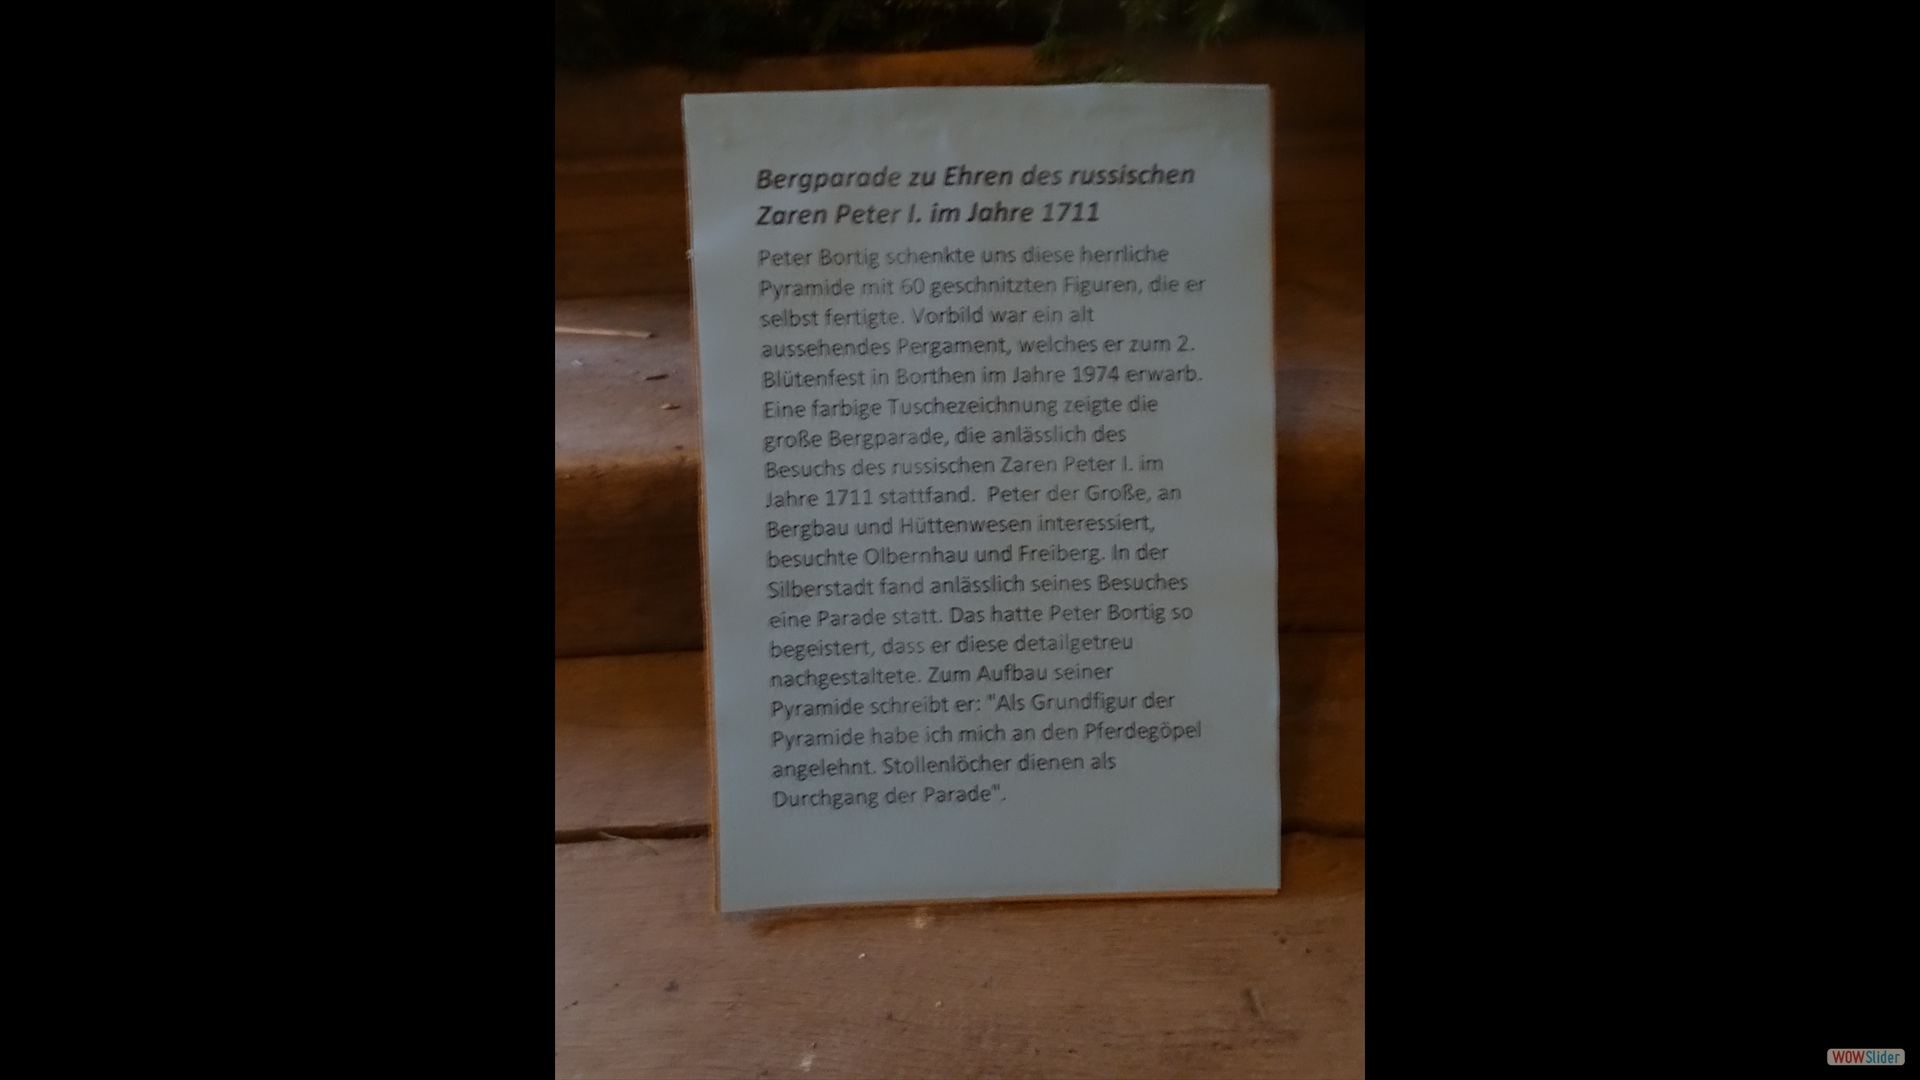 Bergparade zu Ehren des russischen
Zaren Peter I. im Jahre 1711
Peter Bortig schenkte uns diese herrliche
Pyramide mit 60 geschnitzten Figuren, die er
selbst fertigte. Vorbild war ein alt
aussehendes Pergament, welches er zum 2.
Blütenfest in Borthen im Jahre 1974 erwarb.
Eine farbige Tuschezeichnung zeigte die
große Bergparade, die anlässlich des
Besuchs des russischen Zaren Peter I. im
Jahre 1711 stattfand.  Peter der Große, an
Bergbau und Hüttenwesen interessiert,
besuchte Olbernhau und Freiberg. In der
Silberstadt fand anlässlich seines Besuches
eine Parade statt. Das hatte Peter Bortig so
begeistert, dass er diese detailgetreu
nachgestaltete. Zum Aufbau seiner
Pyramide schreibt er: "Als Grundfigur der
Pyramide habe ich mich an den Pferdegöpel
angelehnt. Stollenlöcher dienen als
Durchgang der Parade".
WOWSlider